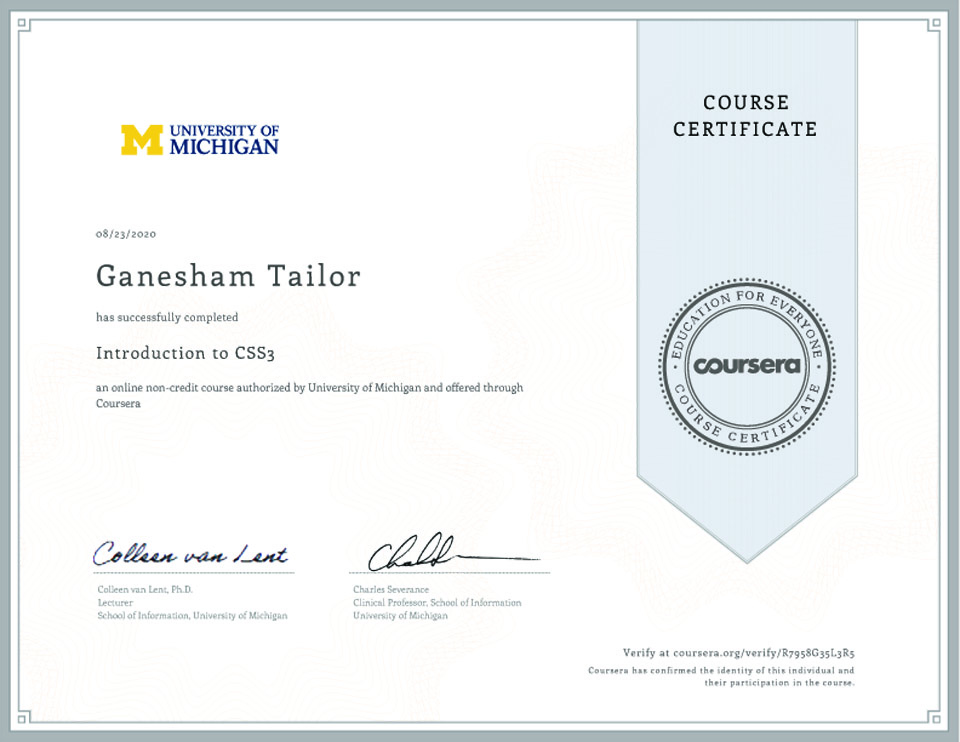 UNIVERSITY OF
MICHIGAN
COURSE
CERTIFICATE
08/23/2020
Ganesham Tailor
has successfully completed
Introduction to CSS3
an online non-credit course authorized by University of Michigan and offered through
Coursera
EDUCATION FOR EVERYONE
coursera
COURSE CERTIFICATE
Colleen van Lent
Colleen van Lent, Ph.D.
Lecturer
School of Information, University of Michigan
Charles Severance
Clinical Professor, School of Information
University of Michigan
Verify at coursera.org/verify/R7958G35L3R5
Coursera has confirmed the identity of this individual and
their participation in the course.